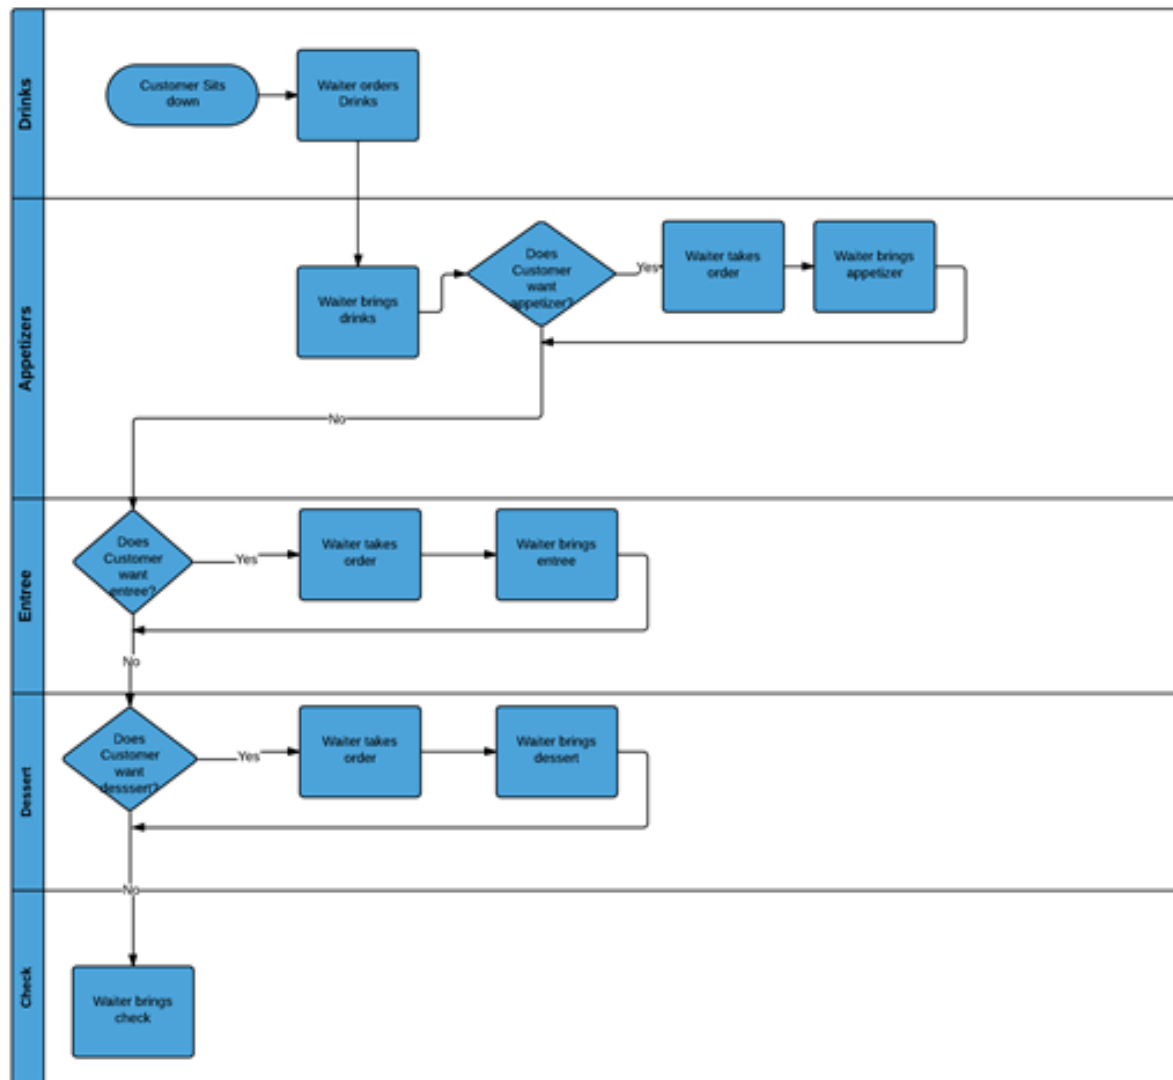 Drinks
Customer Sits
down
Waiter orders
Drinks
Appetizers
Waiter brings
drinks
Does
Customer
want
appetizer?
Yes
Waiter takes
order
Waiter brings
appetizer
No
Entree
Does
Customer
want
entree?
Yes
Waiter takes
order
Waiter brings
entree
No
Dessert
Does
Customer
want
desssert?
Yes
Waiter takes
order
Waiter brings
dessert
No
Check
Waiter brings
check